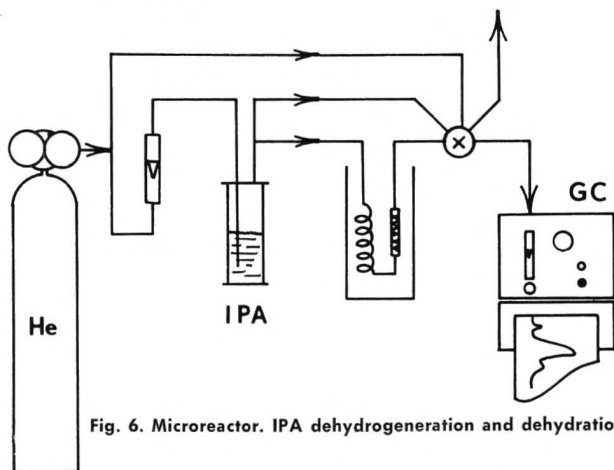 GC
IPA
He
Fig. 6. Microreactor. IPA dehydrogeneration and dehydratio